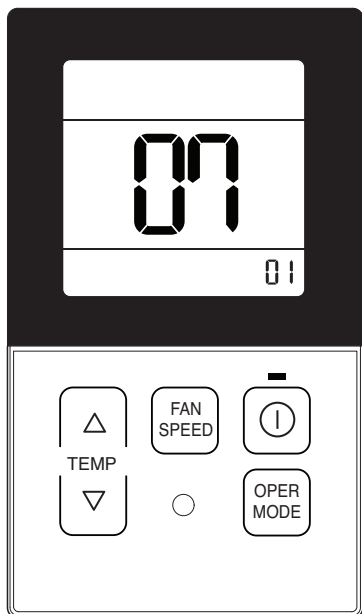 07
01
FAN
SPEED
TEMP
OPER
MODE